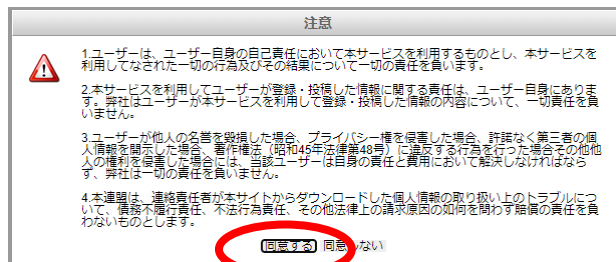 注意
1.ユーザーは、ユーザー自身の自己責任において本サービスを利用するものとし、本サービスを
利用してなされた一切の行為及びその結果について一切の責任を負います。
2.本サービスを利用してユーザーが登録・投稿した情報に関する責任は、ユーザー自身にありま
す。弊社はユーザーが本サービスを利用して登録・投稿した情報の内容について、一切責任を負
いません。
3.ユーザーが他人の名誉を毀損した場合、プライバシー権を侵害した場合、許諾なく第三者の個
人情報を開示した場合、著作権法（昭和45年法律第48号）に違反する行為を行った場合その他他
人の権利を侵害した場合には、当該ユーザーは自身の責任と費用において解決しなければなら
ず、弊社は一切の責任を負いません。
4.本連盟は、連絡責任者が本サイトからダウンロードした個人情報の取り扱い上のトラブルにつ
いて、債務不履行責任、不法行為責任、その他法律上の請求原因の如何を問わず賠償の責任を負
わないものとします。
同意する 同意しない